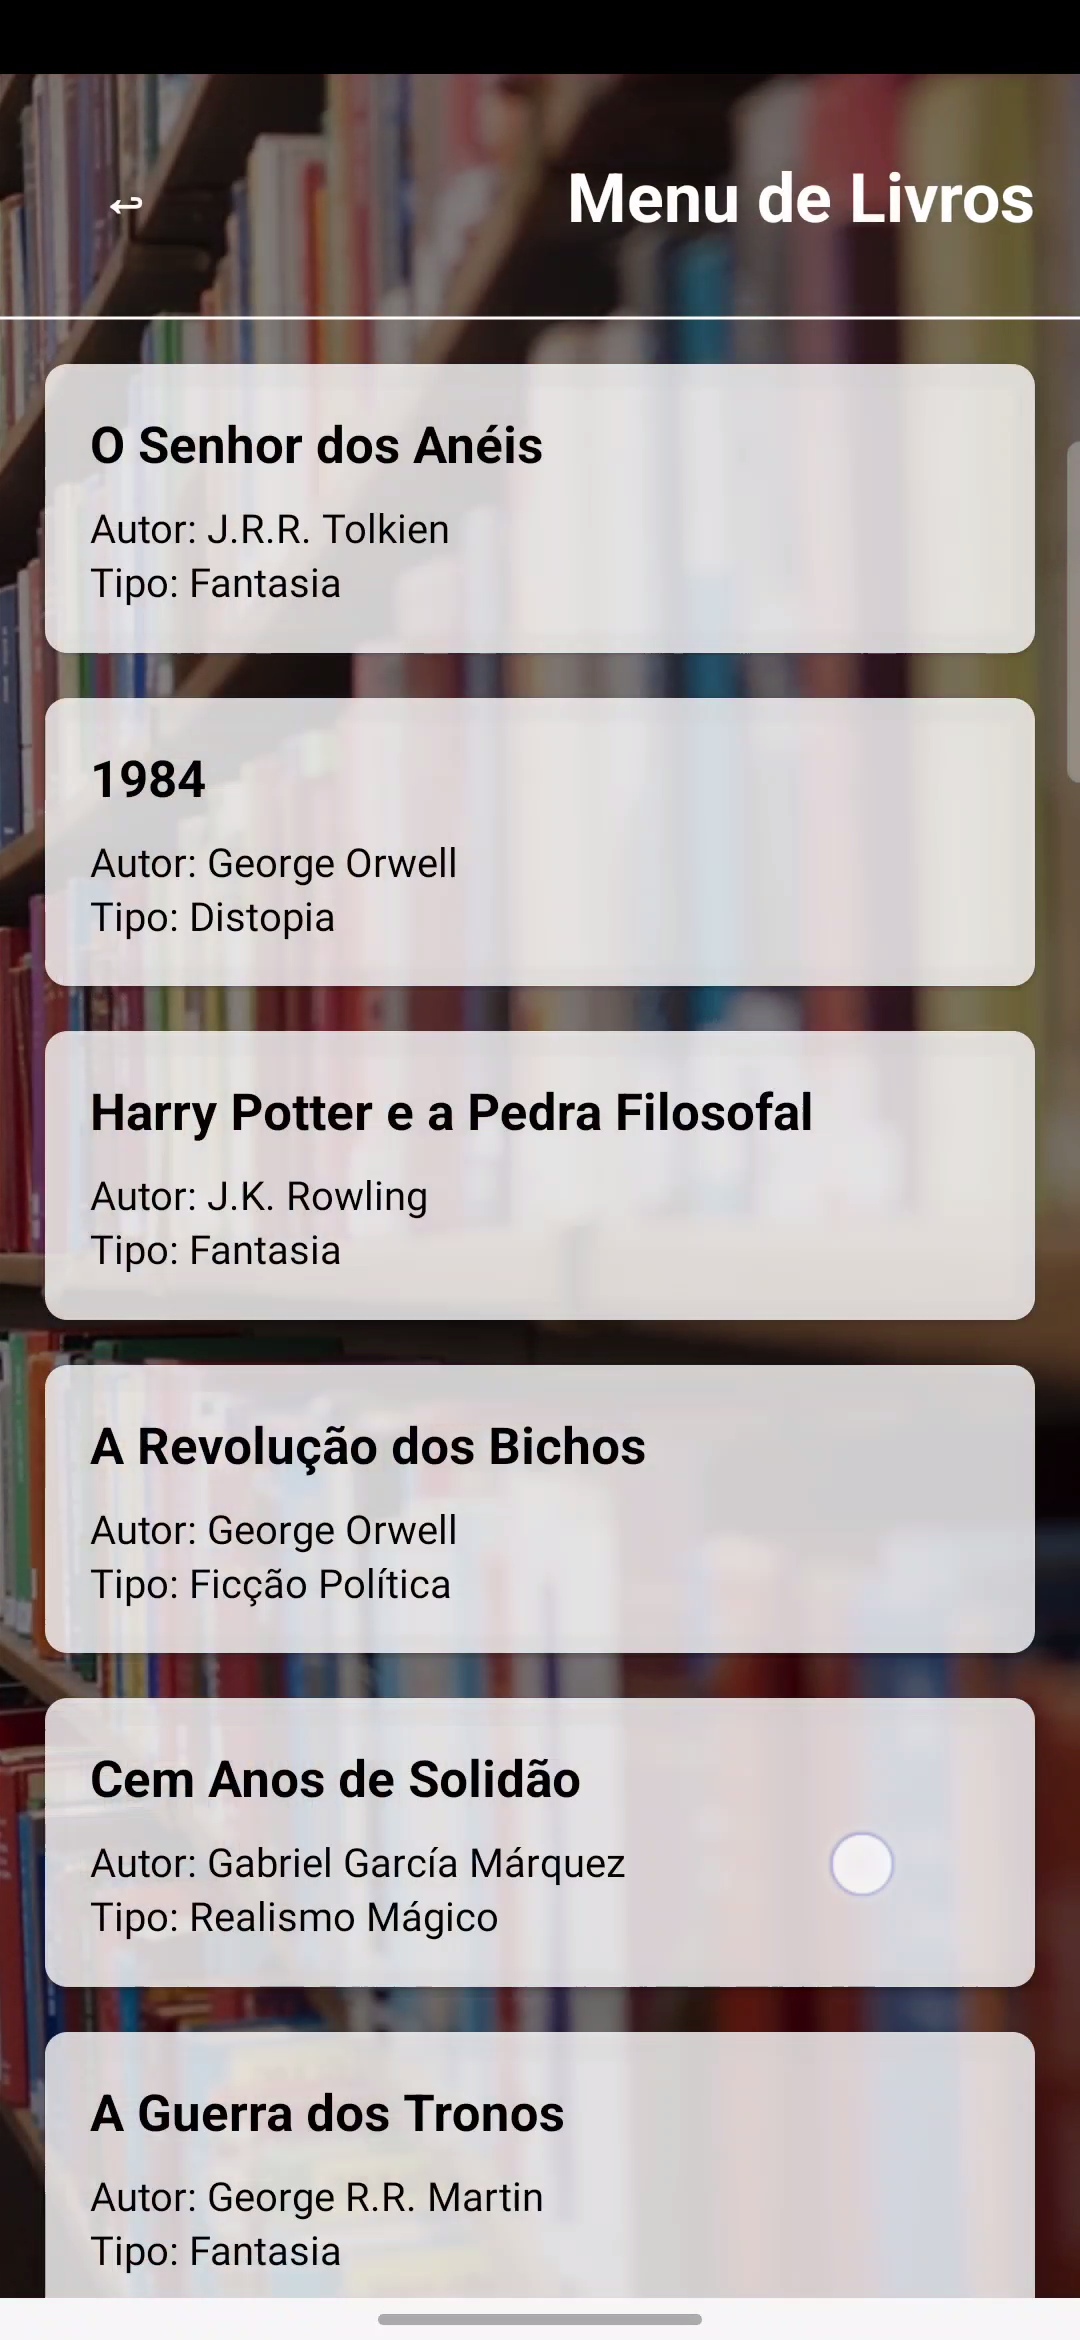 Menu de Livros
O Senhor dos Anéis
Autor: J.R.R. Tolkien
Tipo: Fantasia
1984
Autor: George Orwell
Tipo: Distopia
Harry Potter e a Pedra Filosofal
Autor: J.K. Rowling
Tipo: Fantasia
A Revolução dos Bichos
Autor: George Orwell
Tipo: Ficção Política
Cem Anos de Solidão
Autor: Gabriel García Márquez
Tipo: Realismo Mágico
A Guerra dos Tronos
Autor: George R.R. Martin
Tipo: Fantasia